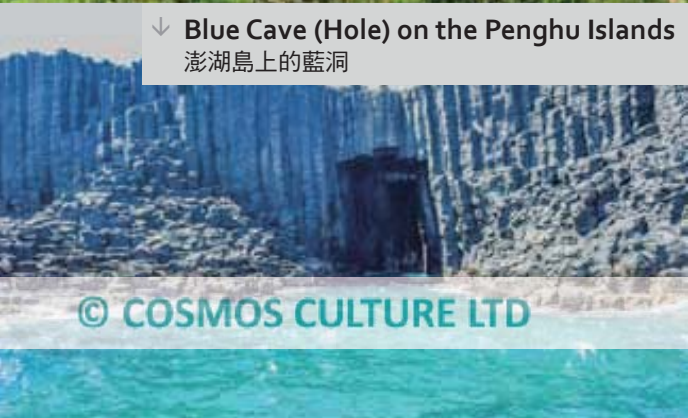 ↓ Blue Cave (Hole) on the Penghu Islands
澎湖島上的藍洞
© COSMOS CULTURE LTD